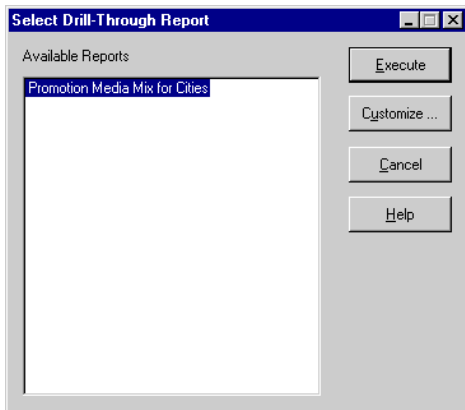 Select Drill-Through Report
Available Reports
Promotion Media Mix for Cities
Execute
Customize ...
Cancel
Help